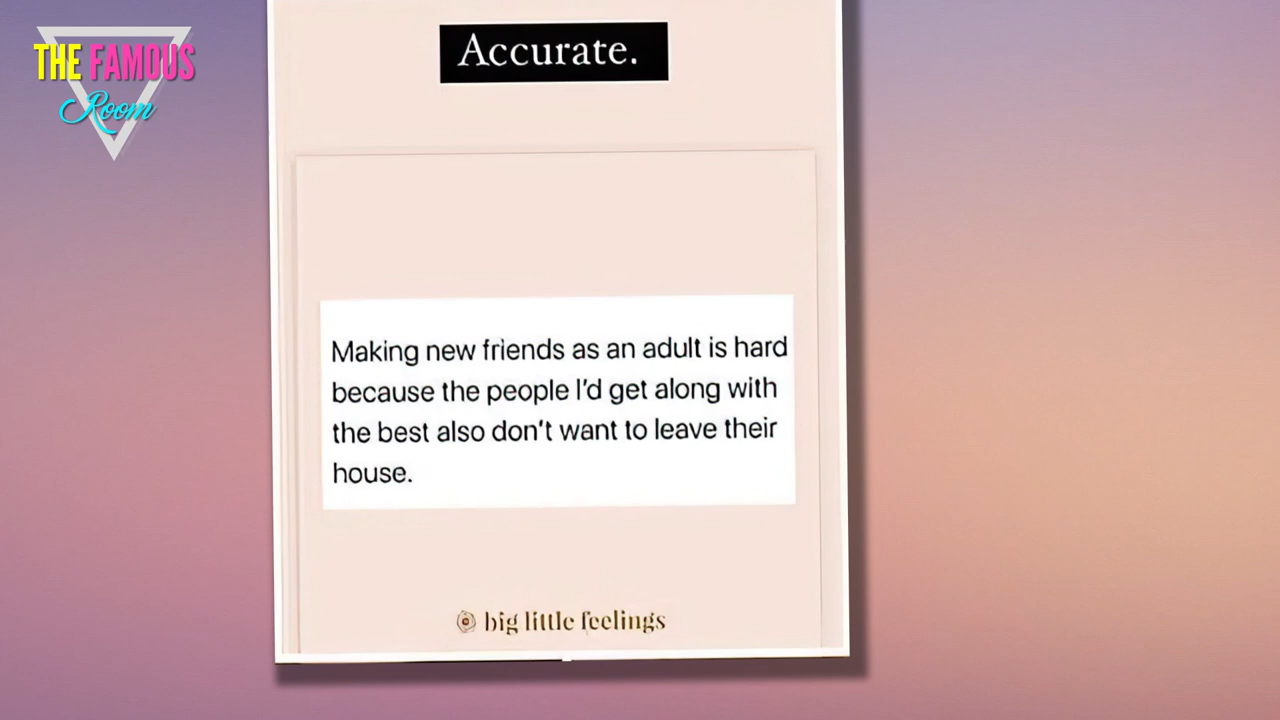 THE FAMOUS
Room
Accurate.
Making new friends as an adult is hard
because the people I'd get along with
the best also don't want to leave their
house.
big little feelings